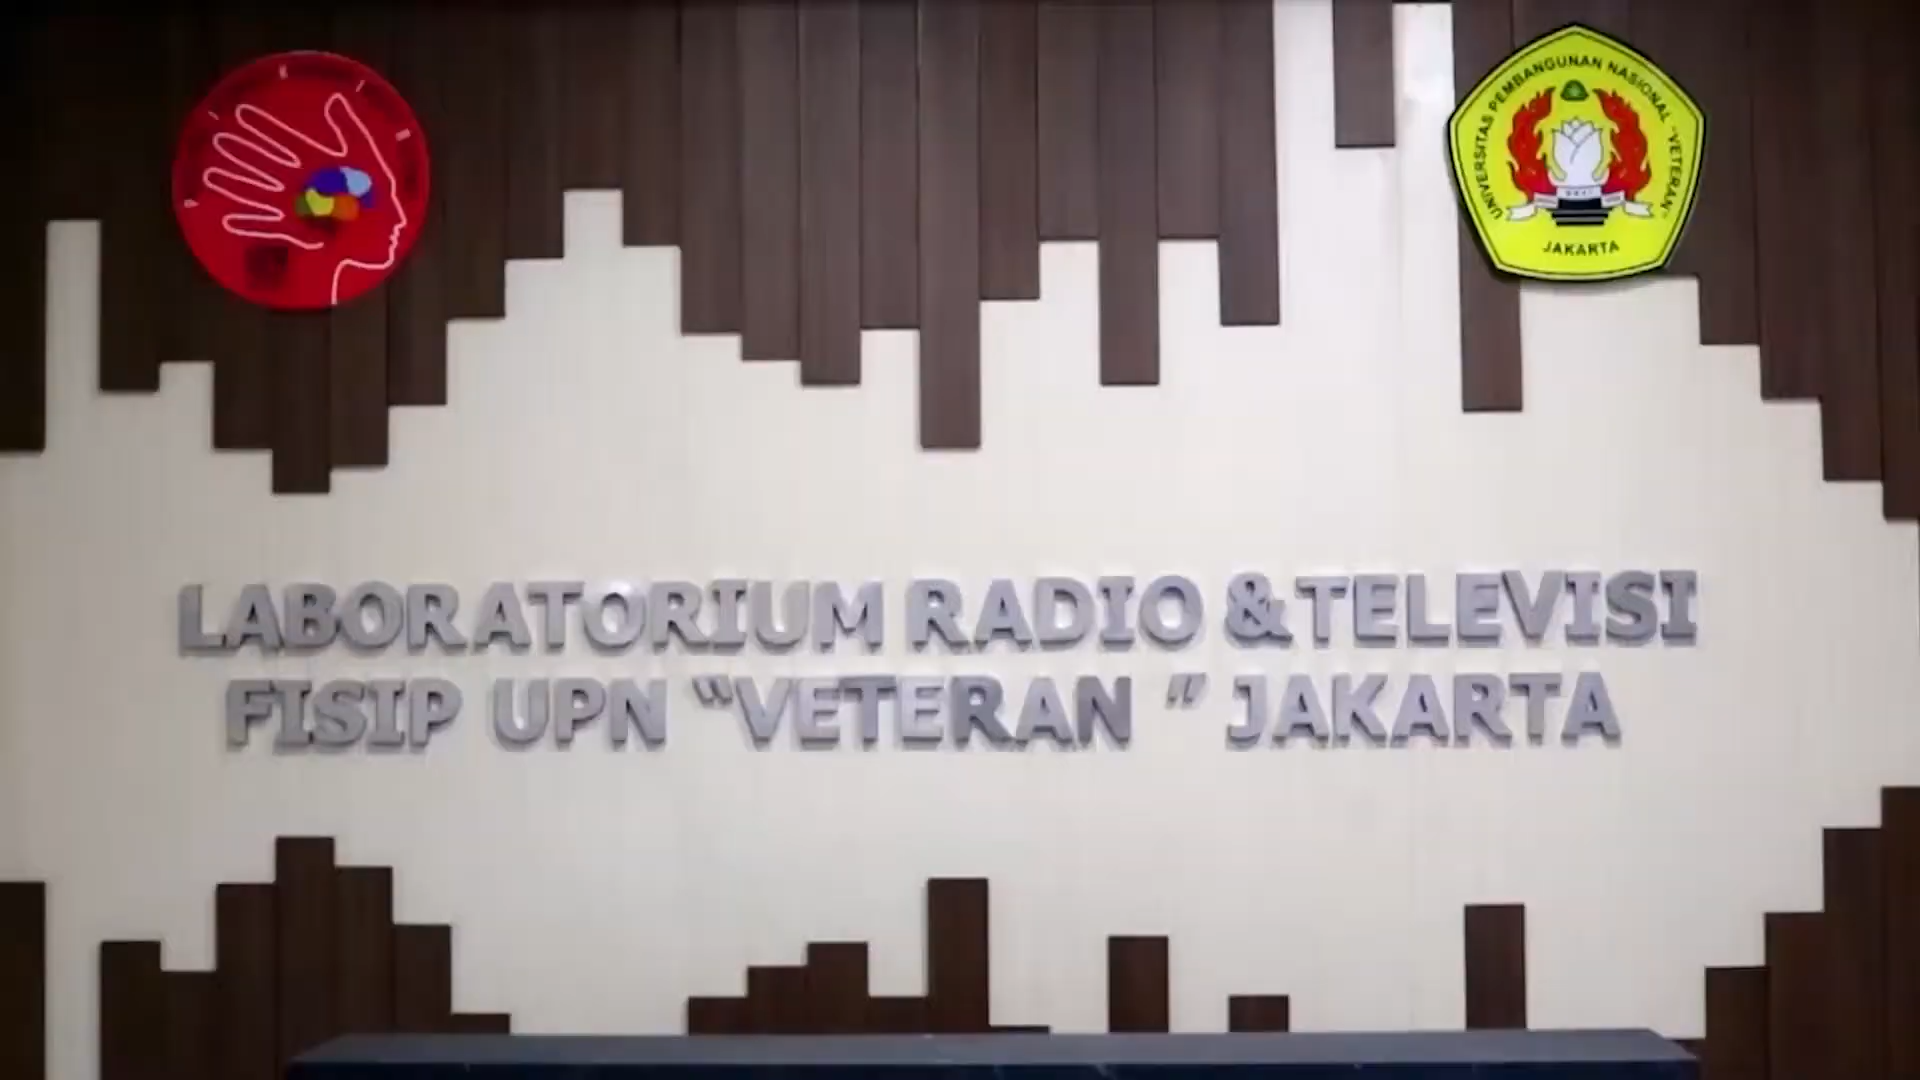 UNIVERSITAS PEMBANGUNAN NASIONAL "VETERAN"
JAKARTA
LABORATORIUM RADIO & TELEVISI
FISIP UPN “VETERAN ” JAKARTA